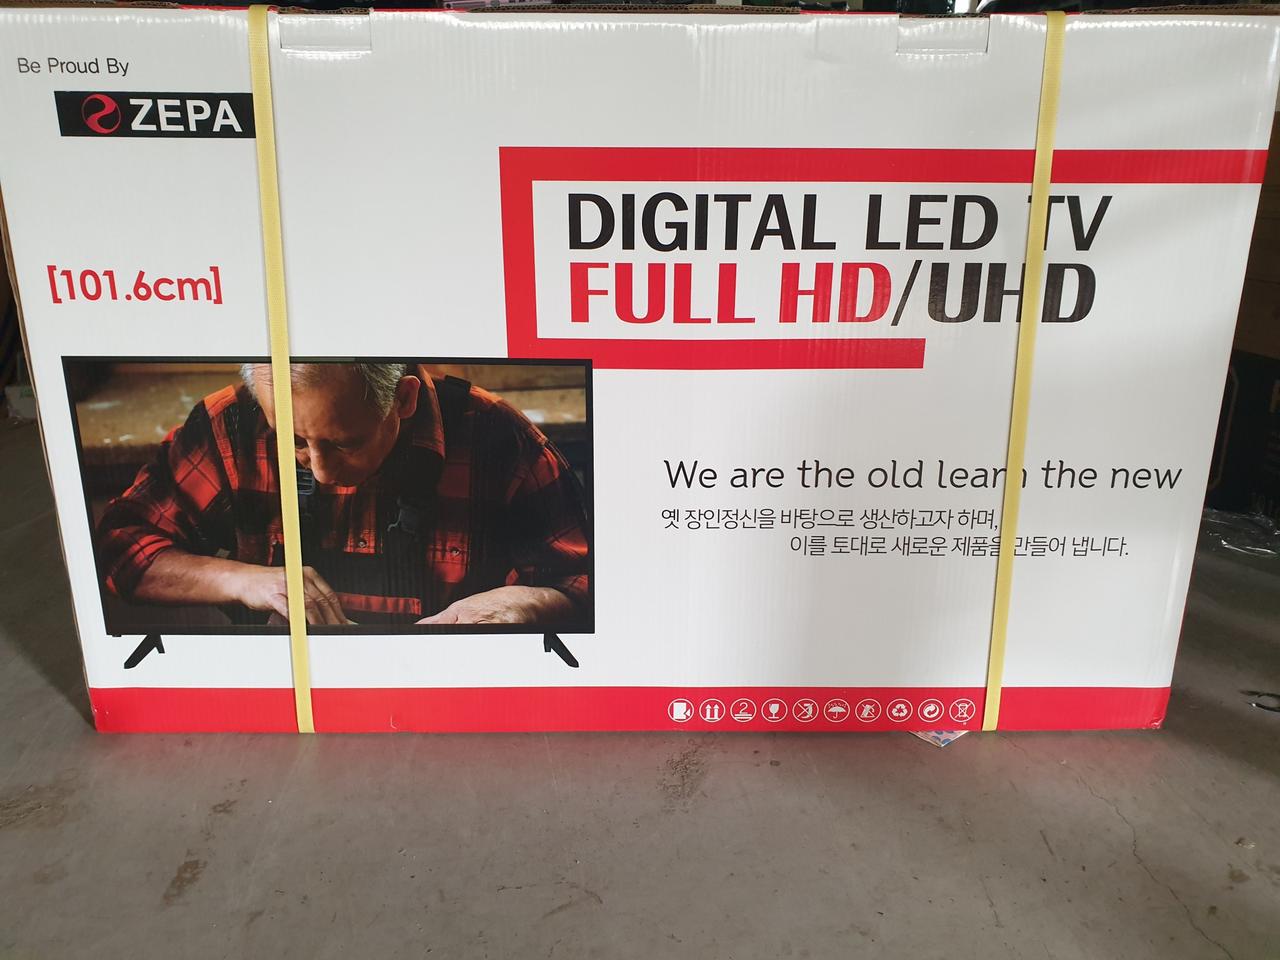 Be Proud By
ZEPA
[101.6cm]
DIGITAL LED TV
FULL HD/UHD
We are the old learn the new
옛 장인정신을 바탕으로 생산하고자 하며,
이를 토대로 새로운 제품을 만들어 냅니다.
2